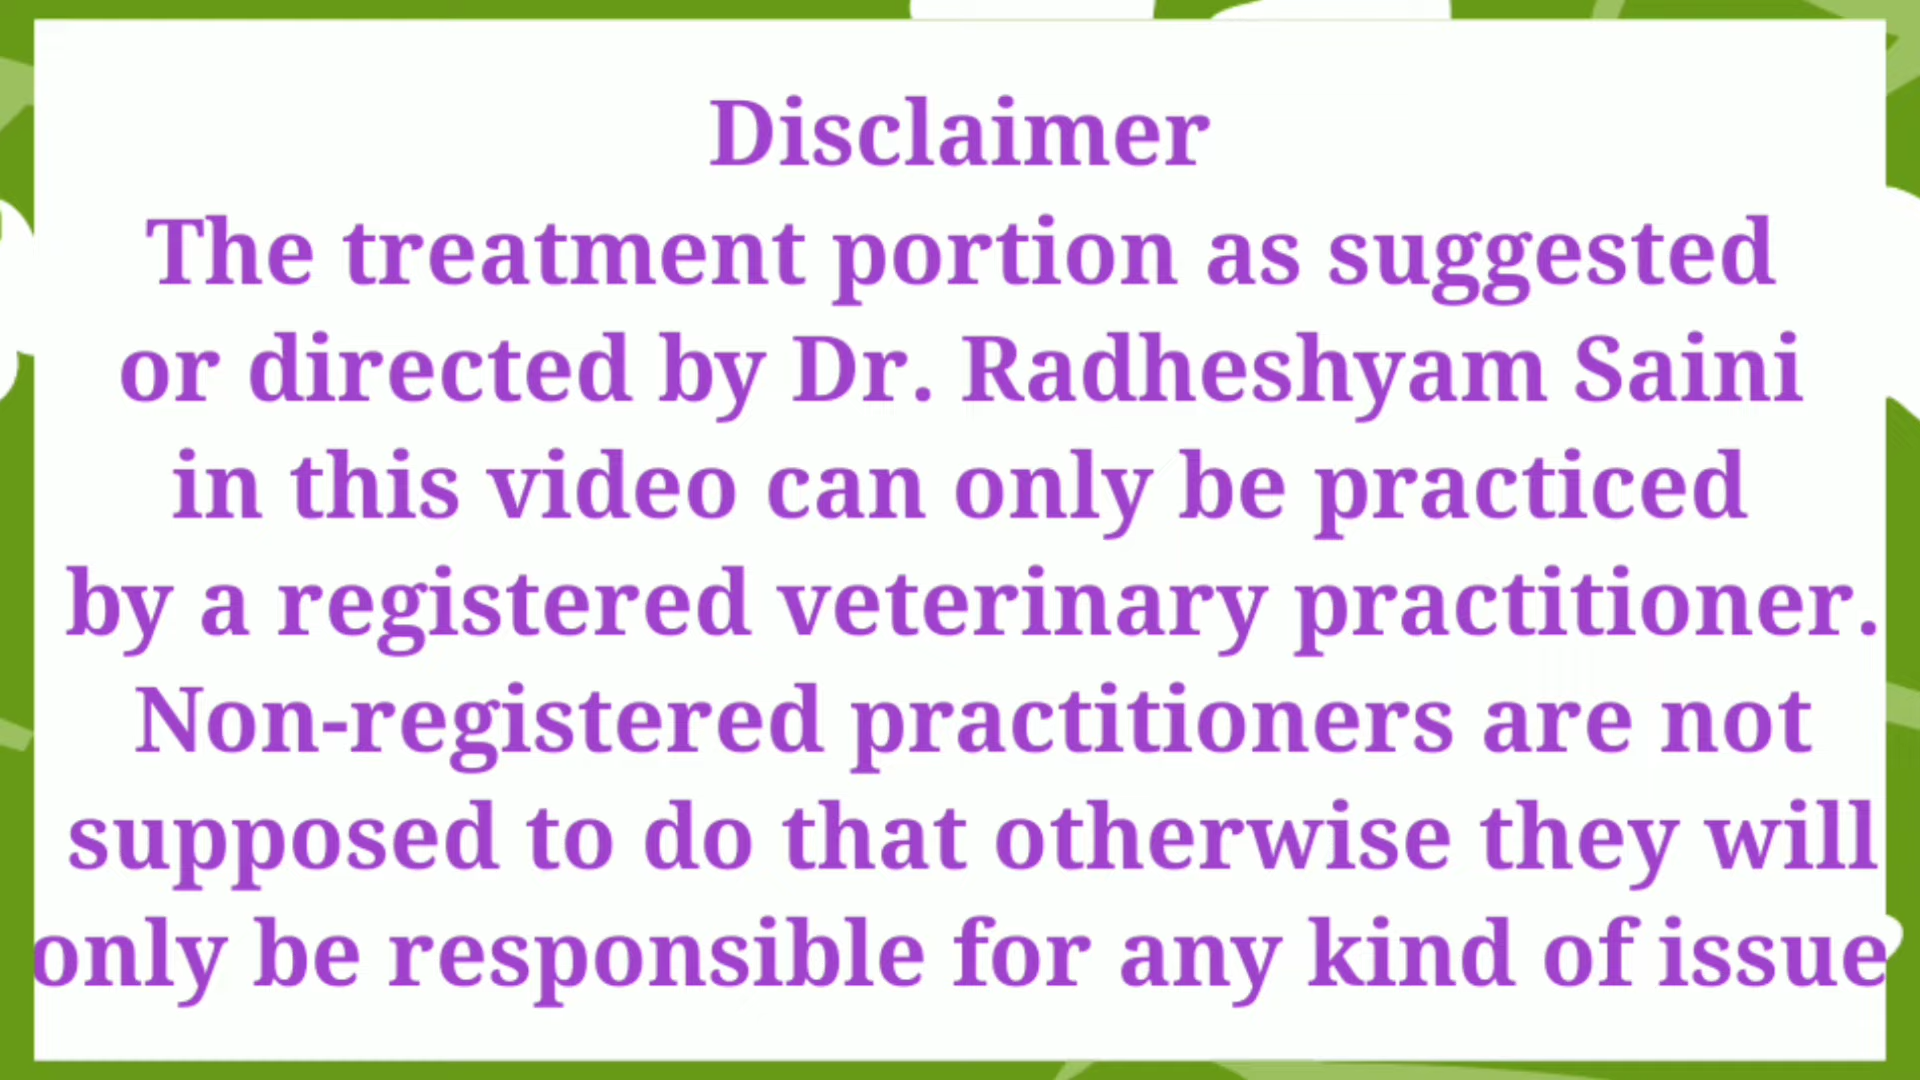 Disclaimer
The treatment portion as suggested
or directed by Dr. Radheshyam Saini
in this video can only be practiced
by a registered veterinary practitioner.
Non-registered practitioners are not
supposed to do that otherwise they will
only be responsible for any kind of issue